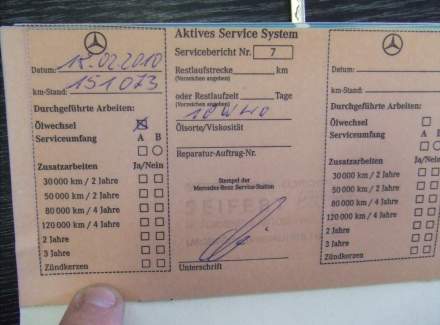 Datum: 15.02.2010
km-Stand: 151073
Durchgeführte Arbeiten:
Ölwechsel
Serviceumfang A B
Zusatzarbeiten Ja/Nein
30 000 km / 2 Jahre
50 000 km / 2 Jahre
80 000 km / 4 Jahre
120 000 km / 4 Jahre
2 Jahre
3 Jahre
Zündkerzen
Aktives Service System
Servicebericht Nr. 7
Restlaufstrecke km
(Vorzeichen angeben)
oder Restlaufzeit Tage
(Vorzeichen angeben)
10W40
Ölsorte/Viskosität
Reparatur-Auftrag-Nr.
Stempel der
Mercedes-Benz Service-Station
Unterschrift
Datum:
km-Stand:
Durchgeführte Arbeiten:
Ölwechsel
Serviceumfang A
Zusatzarbeiten Ja/
30 000 km / 2 Jahre
50 000 km / 2 Jahre
80 000 km / 4 Jahre
120 000 km / 4 Jahre
2 Jahre
3 Jahre
Zündkerzen